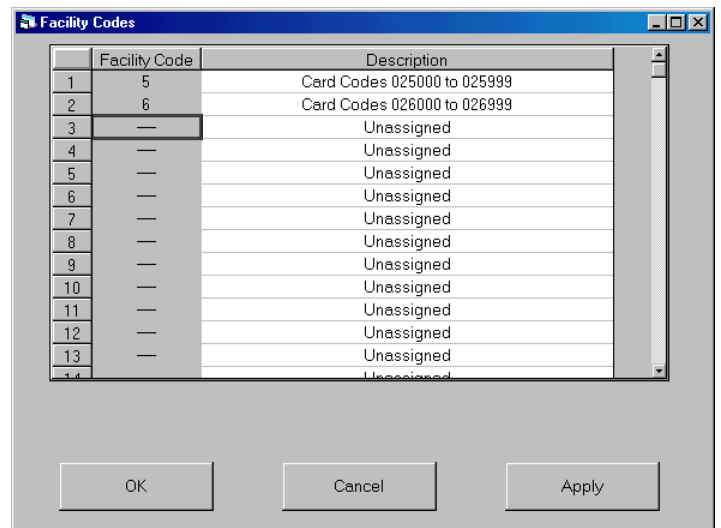 Facility Codes
Facility Code Description
1 5 Card Codes 025000 to 025999
2 6 Card Codes 026000 to 026999
3 — Unassigned
4 — Unassigned
5 — Unassigned
6 — Unassigned
7 — Unassigned
8 — Unassigned
9 — Unassigned
10 — Unassigned
11 — Unassigned
12 — Unassigned
13 — Unassigned
14 Unassigned
OK Cancel Apply